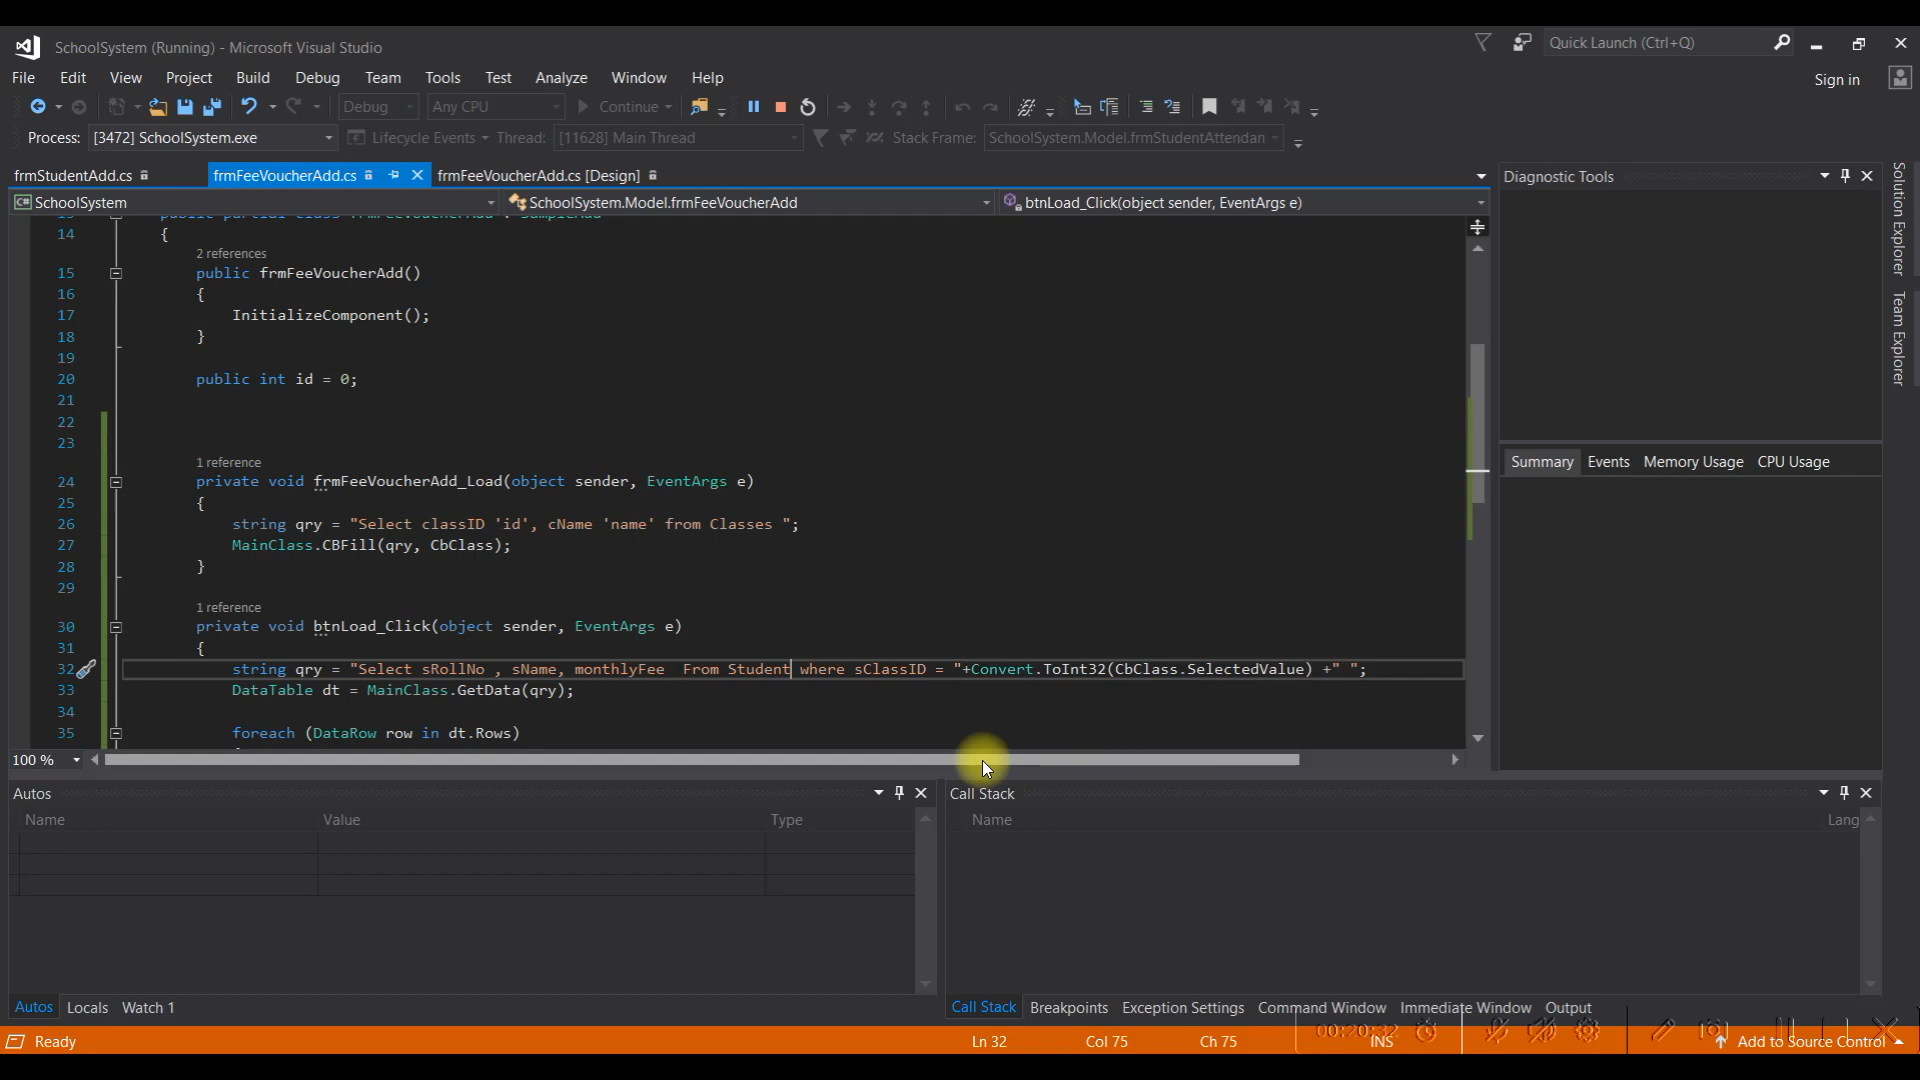 SchoolSystem (Running) - Microsoft Visual Studio
Quick Launch (Ctrl+Q)
File Edit View Project Build Debug Team Tools Test Analyze Window Help
Sign in
Debug Any CPU Continue
Process: [3472] SchoolSystem.exe Lifecycle Events Thread: [11628] Main Thread Stack Frame: SchoolSystem.Model.frmStudentAttendan
frmStudentAdd.cs frmFeeVoucherAdd.cs frmFeeVoucherAdd.cs [Design]
Diagnostic Tools
SchoolSystem SchoolSystem.Model.frmFeeVoucherAdd btnLoad_Click(object sender, EventArgs e)
Solution Explorer
Team Explorer
13 public partial class frmFeeVoucherAdd : SampleAdd
14 {
2 references
15 public frmFeeVoucherAdd()
16 {
17 InitializeComponent();
18 }
19
20 public int id = 0;
21
22
23
1 reference
24 private void frmFeeVoucherAdd_Load(object sender, EventArgs e)
25 {
26 string qry = "Select classID 'id', cName 'name' from Classes ";
27 MainClass.CBFill(qry, CbClass);
28 }
29
1 reference
30 private void btnLoad_Click(object sender, EventArgs e)
31 {
32 string qry = "Select sRollNo , sName, monthlyFee  From Student where sClassID = "+Convert.ToInt32(CbClass.SelectedValue) +" ";
33 DataTable dt = MainClass.GetData(qry);
34
35 foreach (DataRow row in dt.Rows)
100 %
Summary Events Memory Usage CPU Usage
Autos
Name Value Type
Call Stack
Name Lang
Autos Locals Watch 1
Call Stack Breakpoints Exception Settings Command Window Immediate Window Output
Ready
Ln 32 Col 75 Ch 75 INS
00:20:32
Add to Source Control